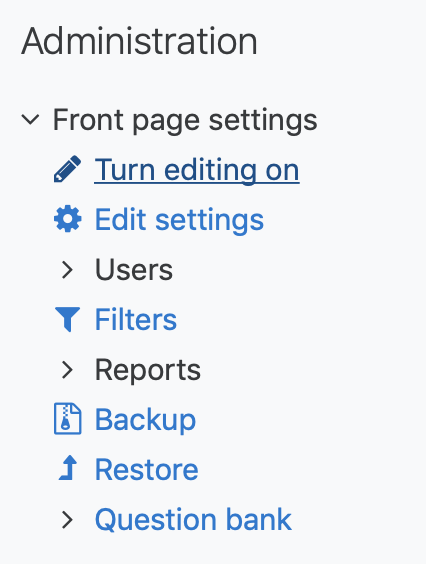 Administration
Front page settings
Turn editing on
Edit settings
Users
Filters
Reports
Backup
Restore
Question bank